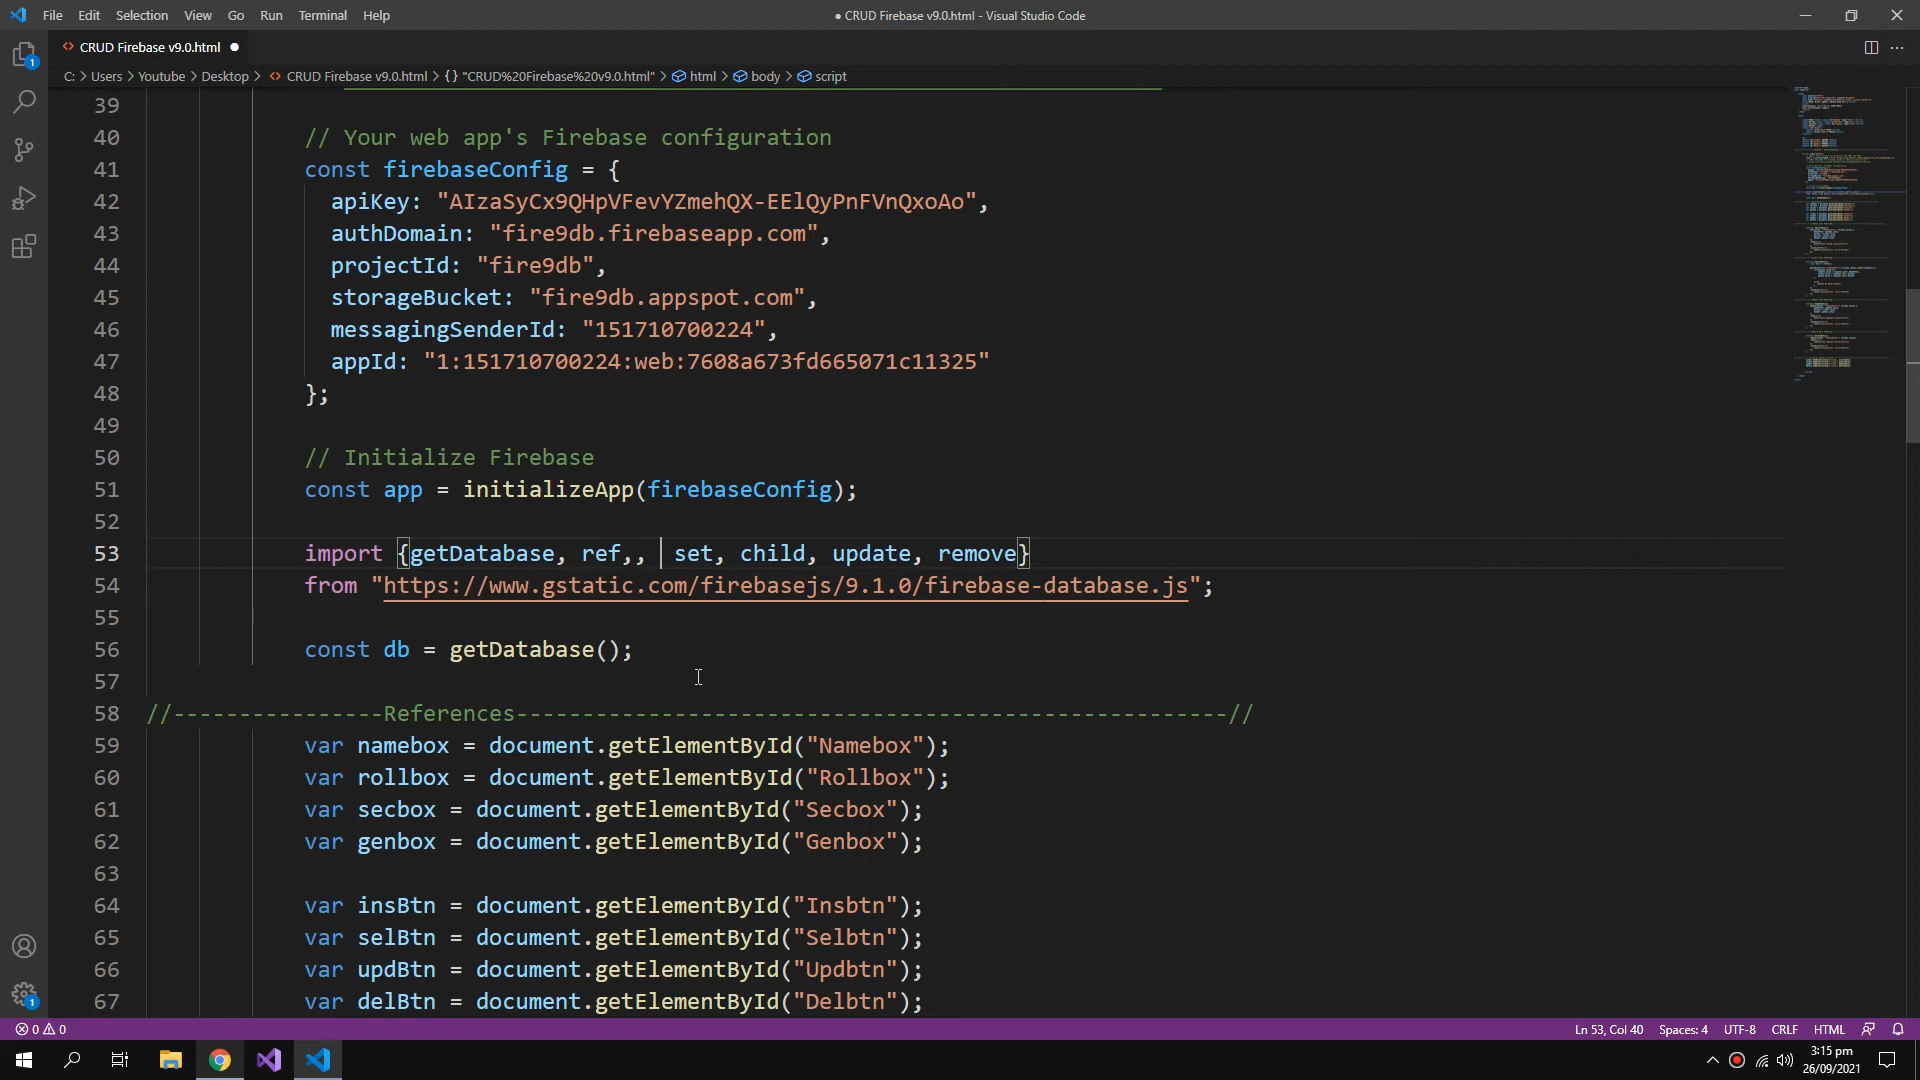 File Edit Selection View Go Run Terminal Help
● CRUD Firebase v9.0.html - Visual Studio Code
<> CRUD Firebase v9.0.html ●
C: > Users > Youtube > Desktop > <> CRUD Firebase v9.0.html > {} "CRUD%20Firebase%20v9.0.html" > html > body > script
39
40 // Your web app's Firebase configuration
41 const firebaseConfig = {
42 apiKey: "AIzaSyCx9QHpVFevYZmehQX-EElQyPnFVnQxoAo",
43 authDomain: "fire9db.firebaseapp.com",
44 projectId: "fire9db",
45 storageBucket: "fire9db.appspot.com",
46 messagingSenderId: "151710700224",
47 appId: "1:151710700224:web:7608a673fd665071c11325"
48 };
49
50 // Initialize Firebase
51 const app = initializeApp(firebaseConfig);
52
53 import {getDatabase, ref,, set, child, update, remove}
54 from "https://www.gstatic.com/firebasejs/9.1.0/firebase-database.js";
55
56 const db = getDatabase();
57
58 //----------------References------------------------------------------------------//
59 var namebox = document.getElementById("Namebox");
60 var rollbox = document.getElementById("Rollbox");
61 var secbox = document.getElementById("Secbox");
62 var genbox = document.getElementById("Genbox");
63
64 var insBtn = document.getElementById("Insbtn");
65 var selBtn = document.getElementById("Selbtn");
66 var updBtn = document.getElementById("Updbtn");
67 var delBtn = document.getElementById("Delbtn");
1
1
0 0
Ln 53, Col 40 Spaces: 4 UTF-8 CRLF HTML
3:15 pm
26/09/2021